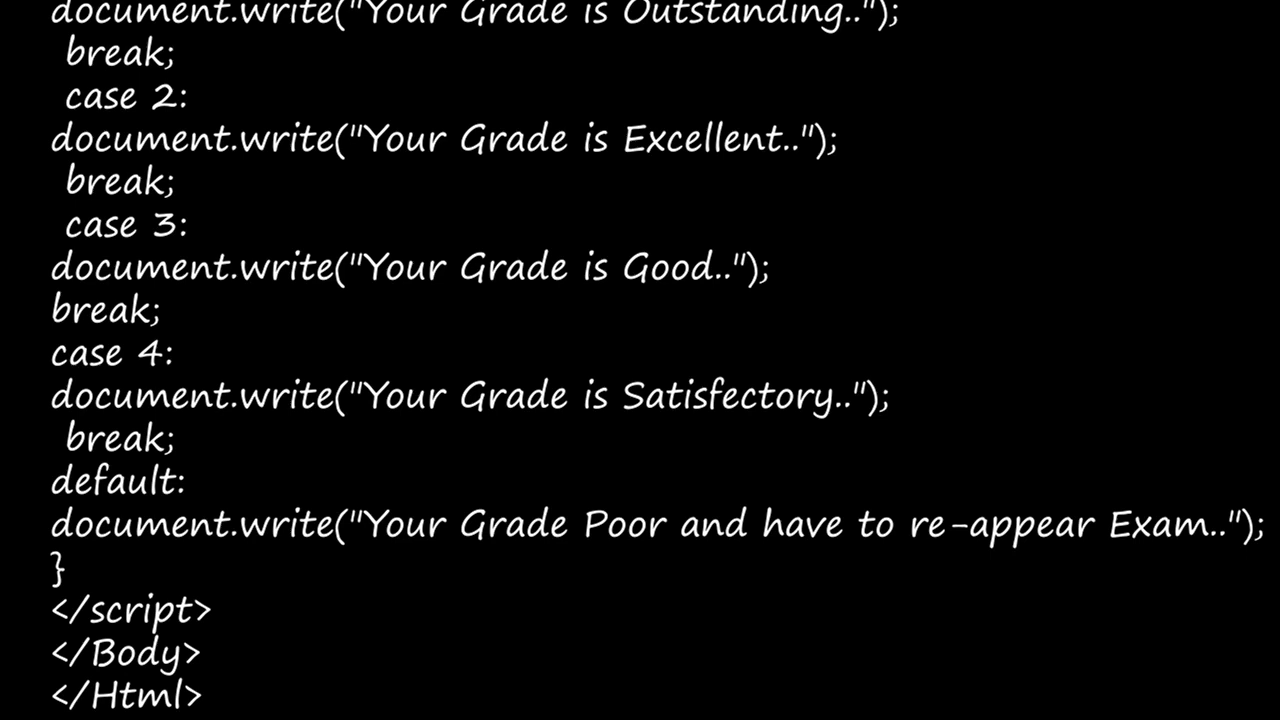 document.write("Your Grade is Outstanding..");
break;
case 2:
document.write("Your Grade is Excellent..");
break;
case 3:
document.write("Your Grade is Good..");
break;
case 4:
document.write("Your Grade is Satisfectory..");
break;
default:
document.write("Your Grade Poor and have to re-appear Exam..");
}
</script>
</Body>
</Html>